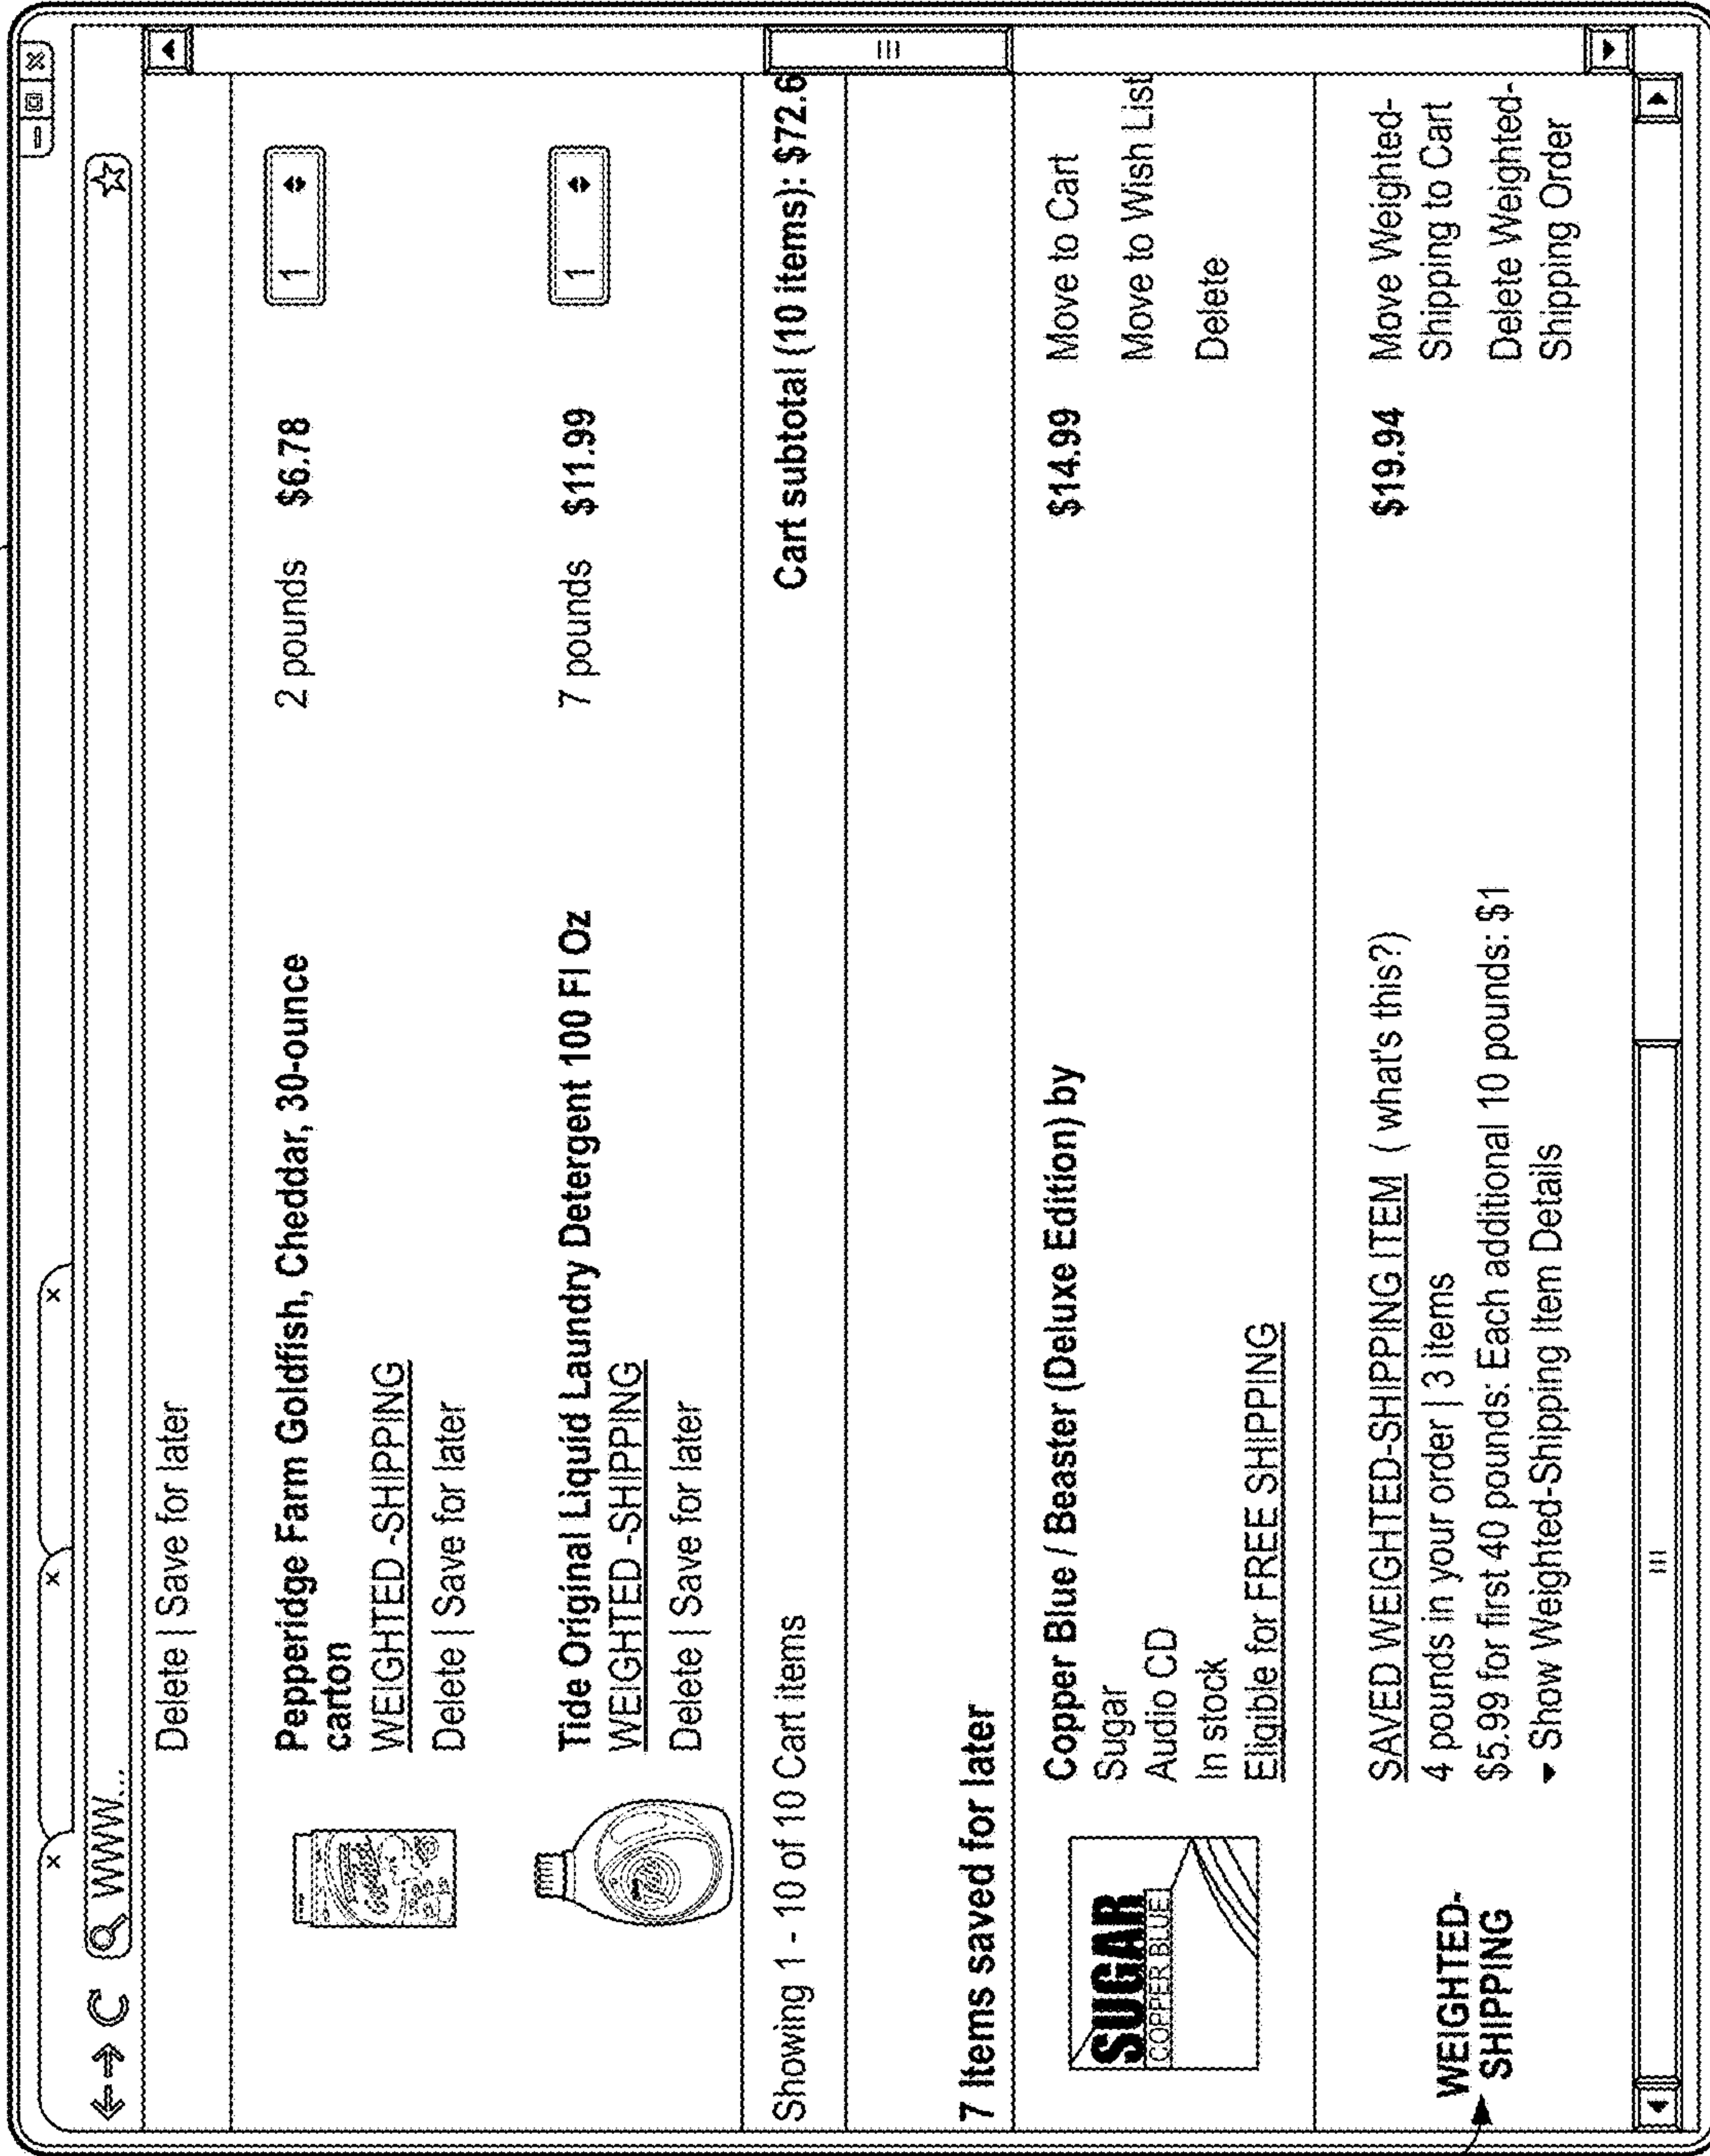 WWW...
Delete | Save for later
Pepperidge Farm Goldfish, Cheddar, 30-ounce
carton
2 pounds $6.78 1
WEIGHTED -SHIPPING
Delete | Save for later
Tide Original Liquid Laundry Detergent 100 Fl Oz
7 pounds $11.99 1
WEIGHTED -SHIPPING
Delete | Save for later
Showing 1 - 10 of 10 Cart items
Cart subtotal (10 items): $72.6
7 Items saved for later
SUGAR
COPPER BLUE
Copper Blue / Beaster (Deluxe Edition) by
Sugar
Audio CD
In stock
Eligible for FREE SHIPPING
$14.99 Move to Cart
Move to Wish List
Delete
WEIGHTED-
SHIPPING
SAVED WEIGHTED-SHIPPING ITEM ( what's this?)
4 pounds in your order | 3 items
$5.99 for first 40 pounds: Each additional 10 pounds: $1
Show Weighted-Shipping Item Details
$19.94 Move Weighted-
Shipping to Cart
Delete Weighted-
Shipping Order